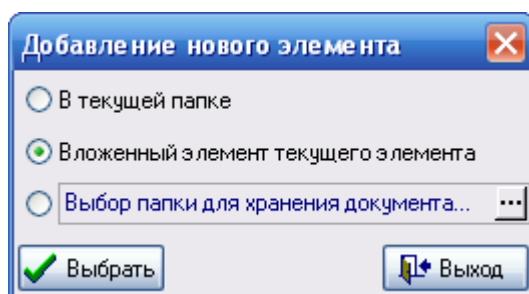 Добавление нового элемента
В текущей папке
Вложенный элемент текущего элемента
Выбор папки для хранения документа... ...
Выбрать Выход